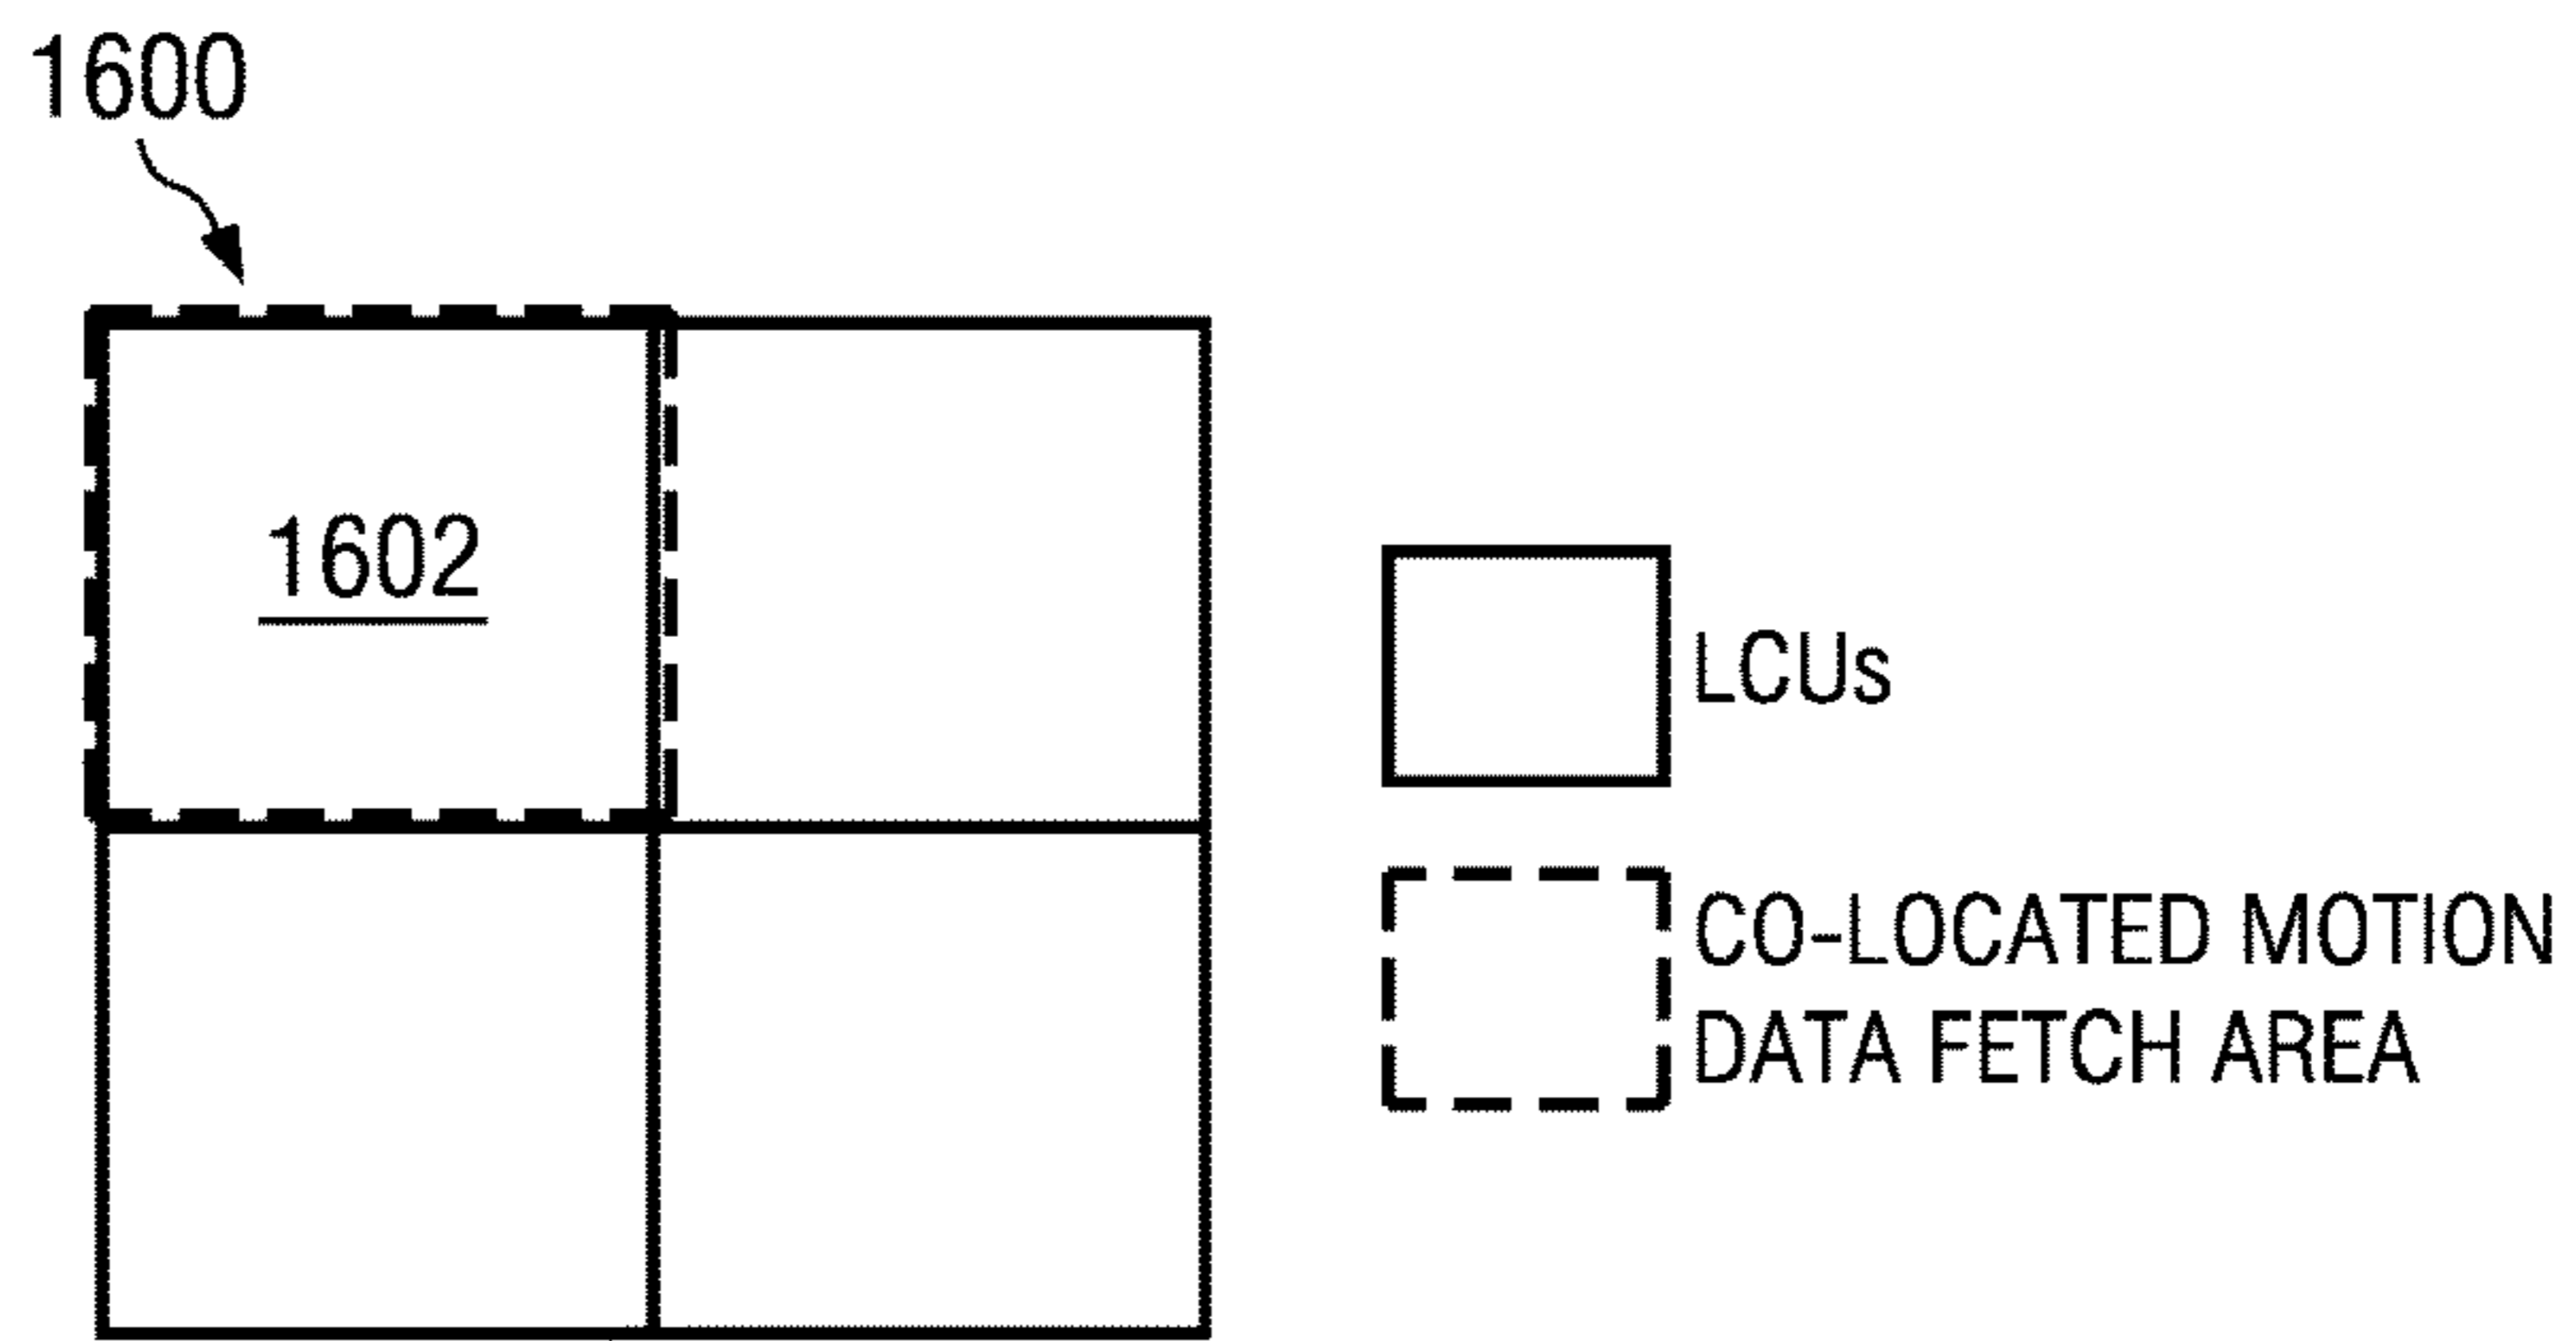 1600
1602
LCUs
CO-LOCATED MOTION
DATA FETCH AREA